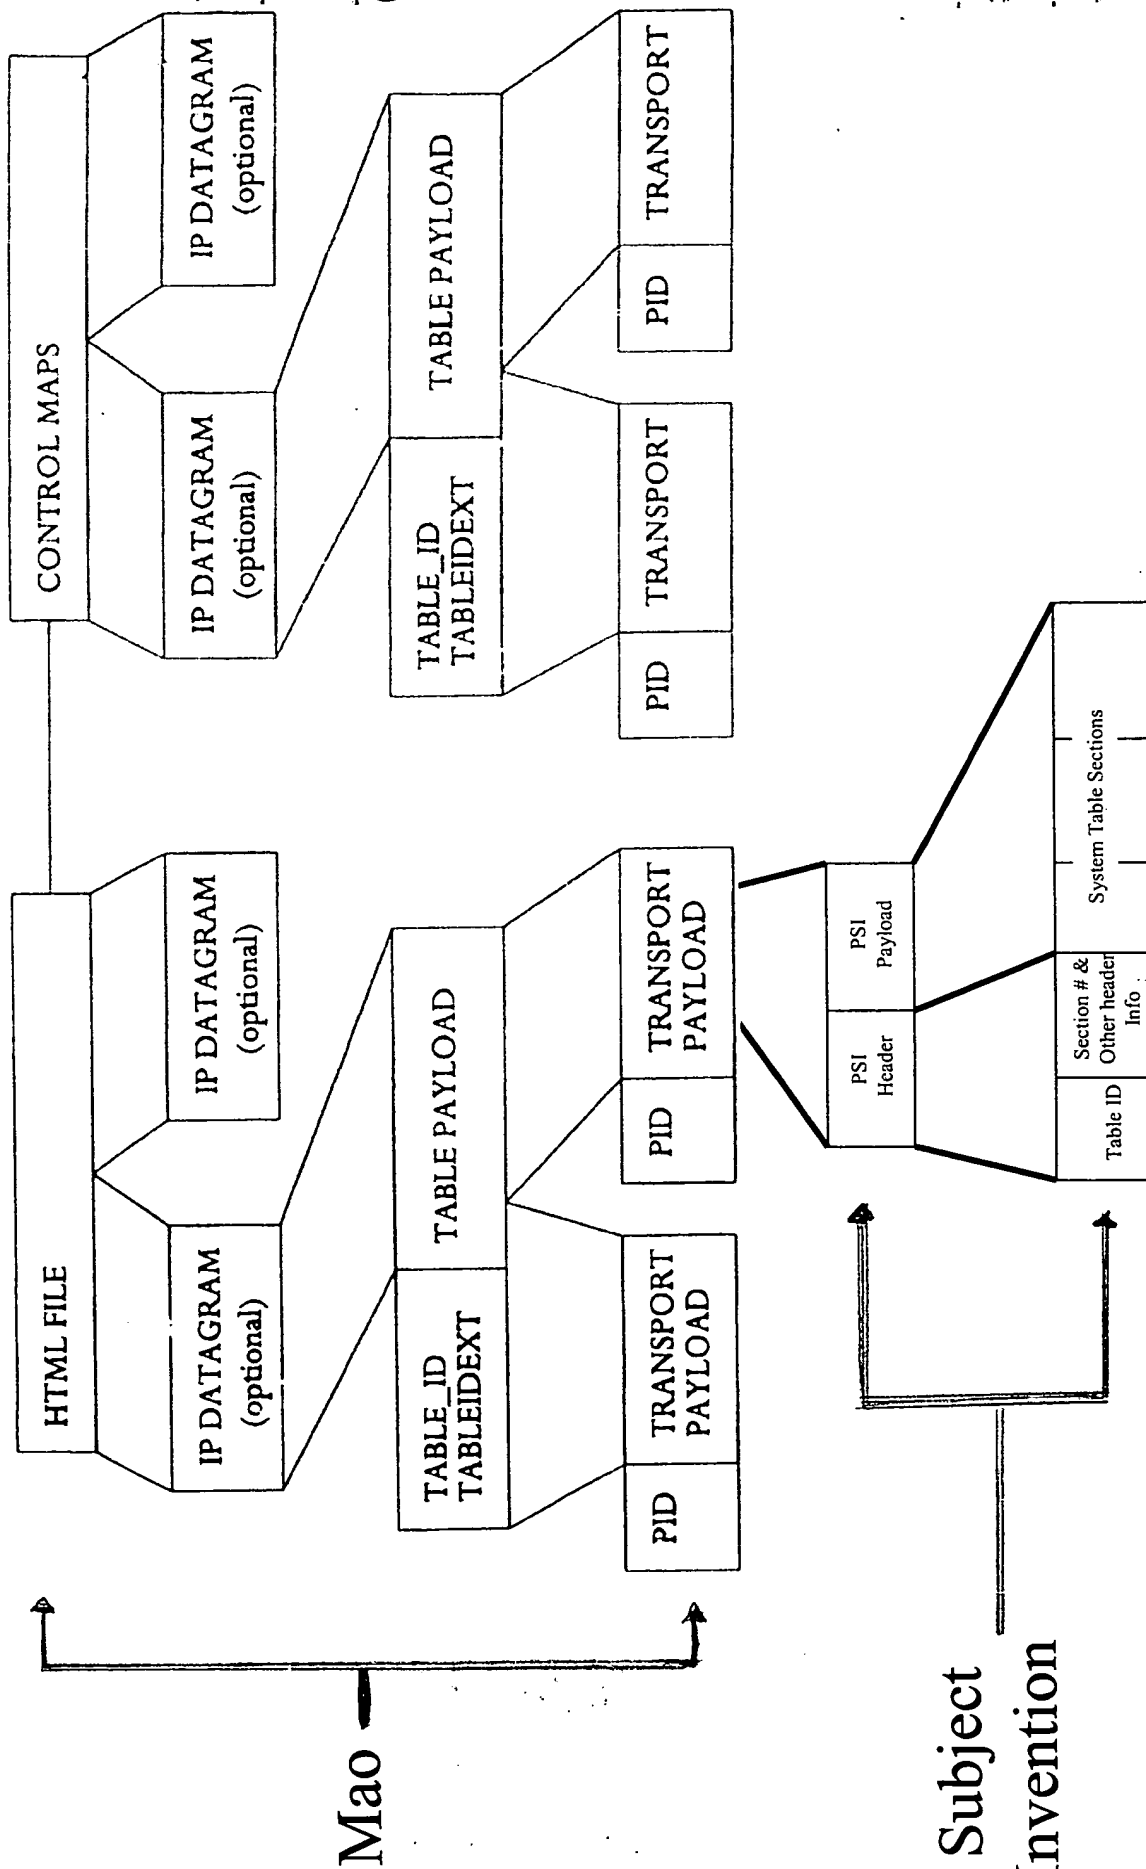 HTML FILE
CONTROL MAPS
IP DATAGRAM
(optional)
IP DATAGRAM
(optional)
IP DATAGRAM
(optional)
IP DATAGRAM
(optional)
TABLE_ID
TABLEIDEXT
TABLE PAYLOAD
TABLE_ID
TABLEIDEXT
TABLE PAYLOAD
PID
TRANSPORT
PAYLOAD
PID
TRANSPORT
PAYLOAD
PID
TRANSPORT
PID
TRANSPORT
Mao
PSI
Header
PSI
Payload
Table ID
Section # &
Other header
Info
System Table Sections
Subject
Invention